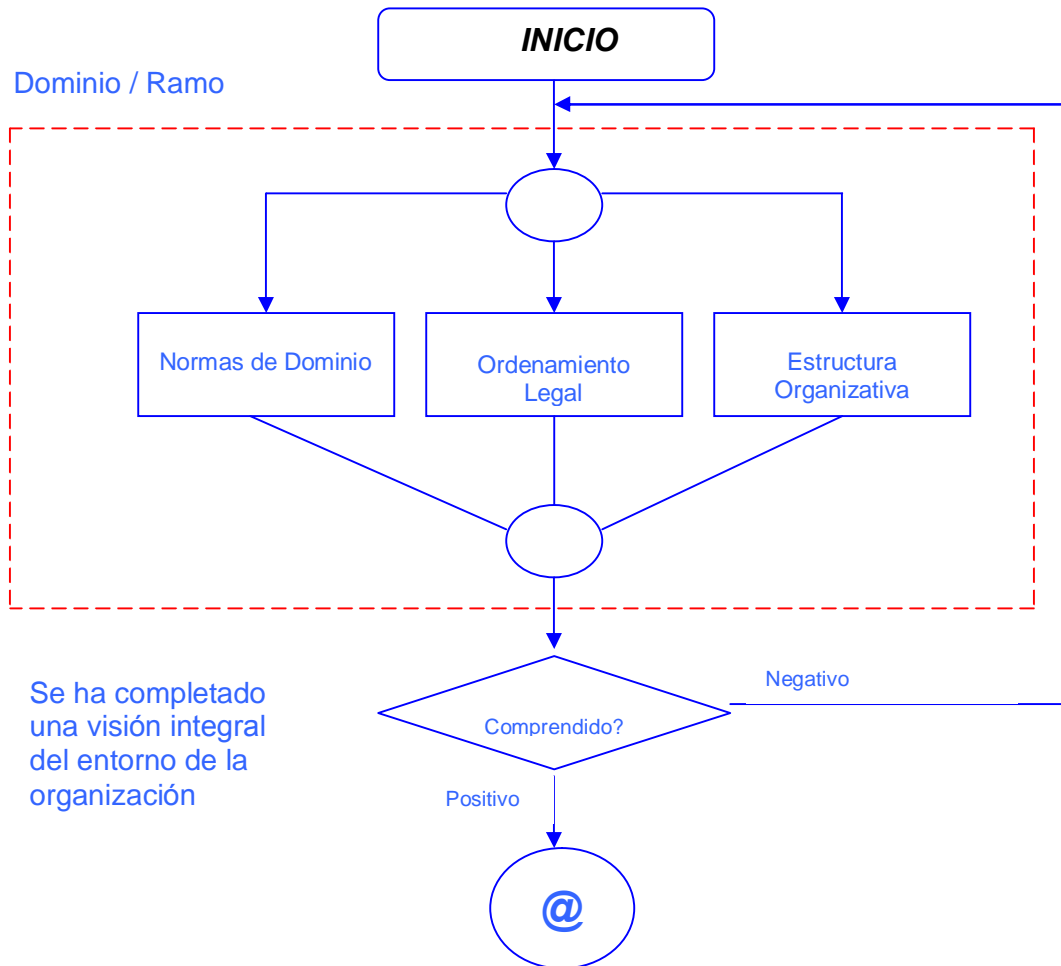 INICIO
Dominio / Ramo
Normas de Dominio
Ordenamiento
Legal
Estructura
Organizativa
Se ha completado
una visión integral
del entorno de la
organización
Comprendido?
Negativo
Positivo
@